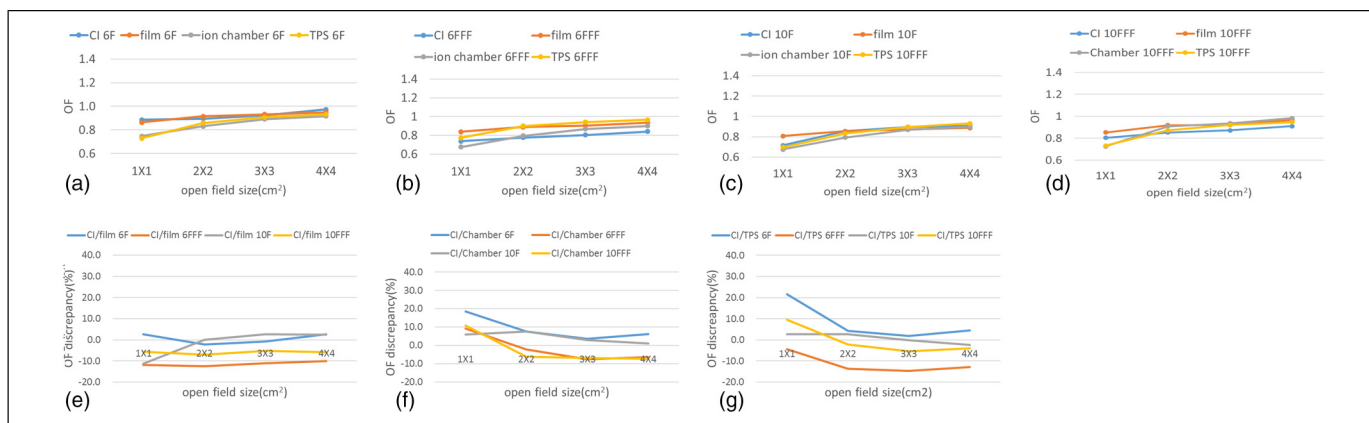 CI 6F film 6F ion chamber 6F TPS 6F
1.4
1.2
1.0
0.8
0.6
OF
1X1 2X2 3X3 4X4
open field size(cm²)
(a)
CI 6FFF film 6FFF
ion chamber 6FFF TPS 6FFF
1.4
1.2
1
0.8
0.6
OF
1X1 2X2 3X3 4X4
open field size(cm²)
(b)
CI 10F film 10F
ion chamber 10F TPS 10F
1.4
1.2
1
0.8
0.6
OF
1X1 2X2 3X3 4X4
open field size(cm²)
(c)
CI 10FFF film 10FFF
Chamber 10FFF TPS 10FFF
1.4
1.2
1
0.8
0.6
OF
1X1 2X2 3X3 4X4
open field size(cm²)
(d)
CI/film 6F CI/film 6FFF CI/film 10F CI/film 10FFF
40.0
30.0
20.0
10.0
0.0
-10.0
-20.0
OF discrepancy(%)
1X1 2X2 3X3 4X4
open field size(cm²)
(e)
CI/Chamber 6F CI/Chamber 6FFF
CI/Chamber 10F CI/Chamber 10FFF
40.0
30.0
20.0
10.0
0.0
-10.0
-20.0
OF discrepancy(%)
1X1 2X2 3X3 4X4
open field size(cm²)
(f)
CI/TPS 6F CI/TPS 6FFF CI/TPS 10F CI/TPS 10FFF
40.0
30.0
20.0
10.0
0.0
-10.0
-20.0
OF discreapncy(%)
1X1 2X2 3X3 4X4
open field size(cm2)
(g)